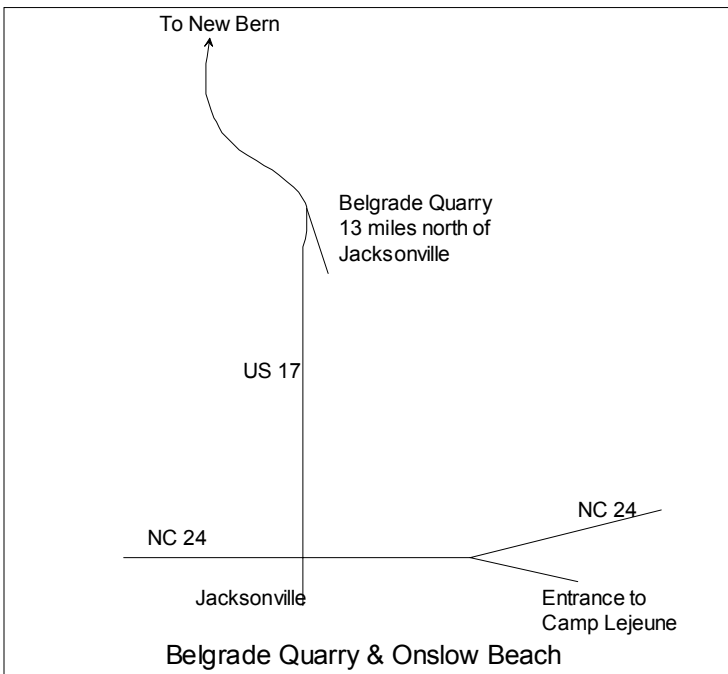 To New Bern
Belgrade Quarry
13 miles north of
Jacksonville
US 17
NC 24
NC 24
Jacksonville
Entrance to
Camp Lejeune
Belgrade Quarry & Onslow Beach